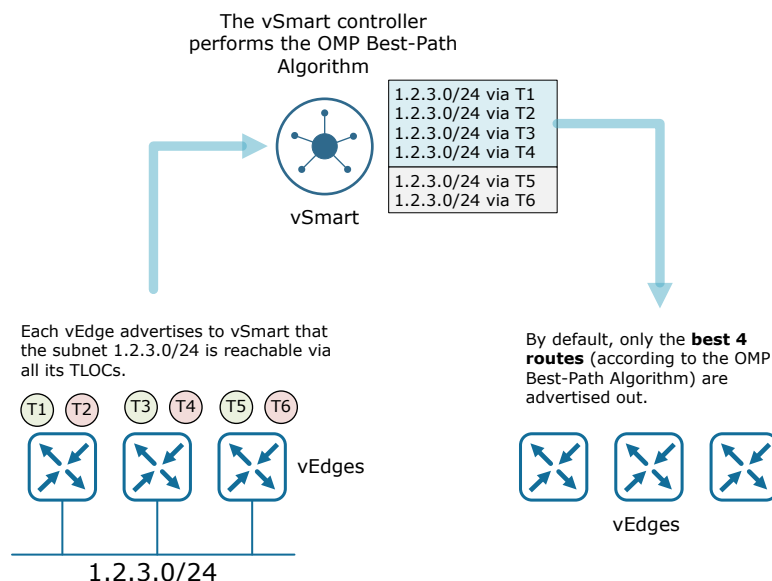 The vSmart controller
performs the OMP Best-Path
Algorithm
1.2.3.0/24 via T1
1.2.3.0/24 via T2
1.2.3.0/24 via T3
1.2.3.0/24 via T4
1.2.3.0/24 via T5
1.2.3.0/24 via T6
vSmart
Each vEdge advertises to vSmart that
the subnet 1.2.3.0/24 is reachable via
all its TLOCs.
T1 T2 T3 T4 T5 T6
vEdges
1.2.3.0/24
By default, only the best 4
routes (according to the OMP
Best-Path Algorithm) are
advertised out.
vEdges